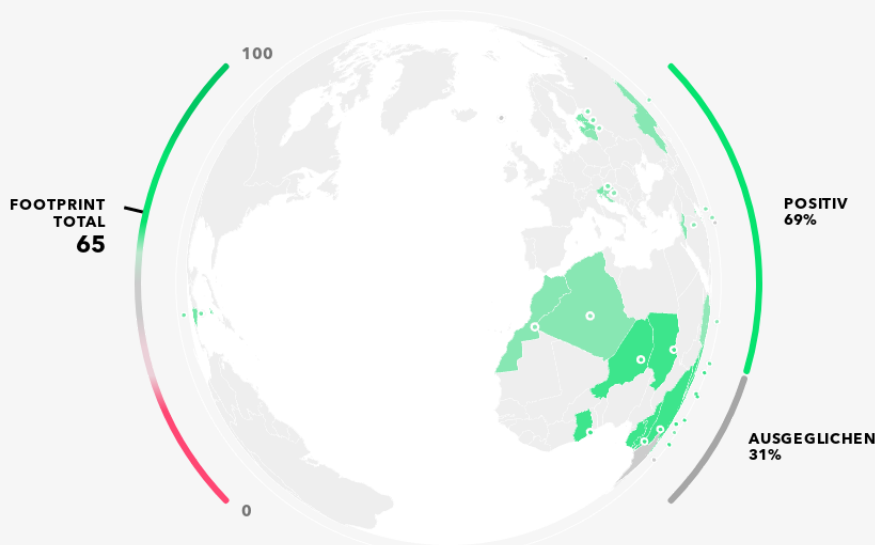 100
FOOTPRINT
TOTAL
65
POSITIV
69%
AUSGEGLICHEN
31%
0